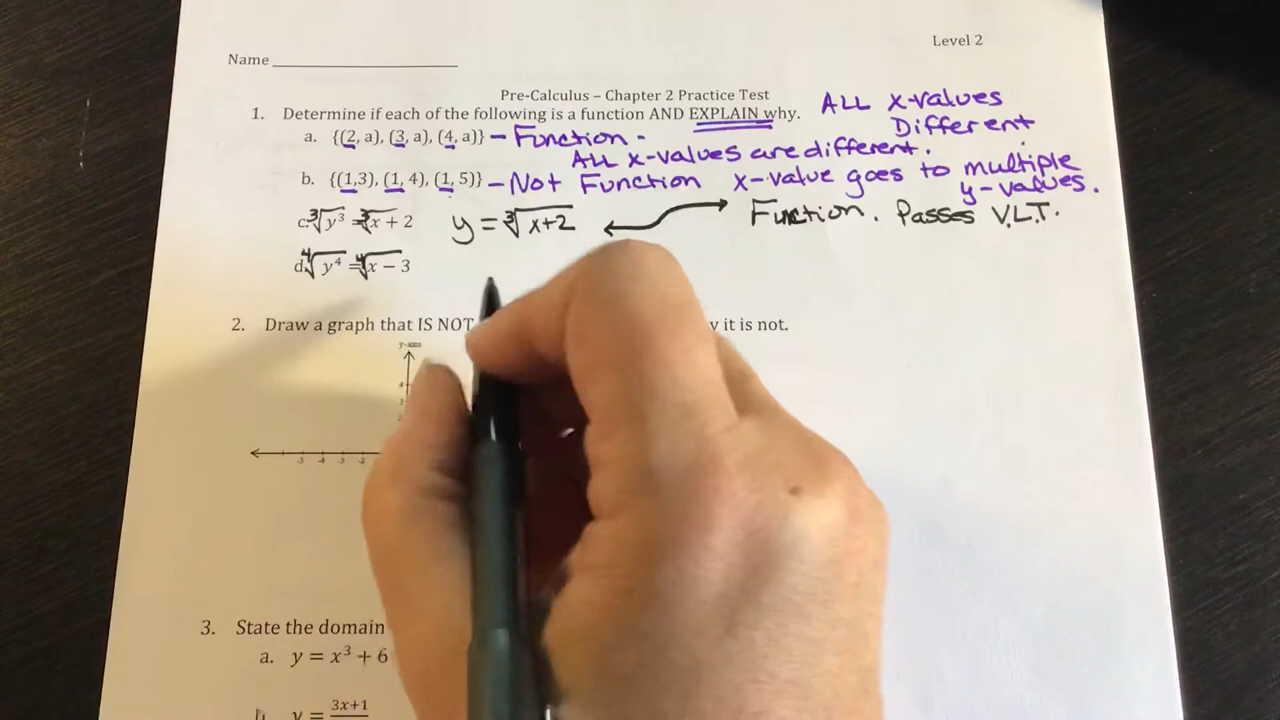 Level 2
Name
Pre-Calculus – Chapter 2 Practice Test
1. Determine if each of the following is a function AND EXPLAIN why. ALL x-values
Different
a. {(2, a), (3, a), (4, a)} – Function -
ALL x-values are different.
b. {(1,3), (1, 4), (1, 5)} – Not Function x-value goes to multiple
y-values.
c. ∛y³ = ∛x + 2 y = ∛x+2 Function. Passes V.L.T.
d. ∜y⁴ = ∜x – 3
2. Draw a graph that IS NOT it is not.
y-axis
3. State the domain
a. y = x³ + 6
y = 3x+1